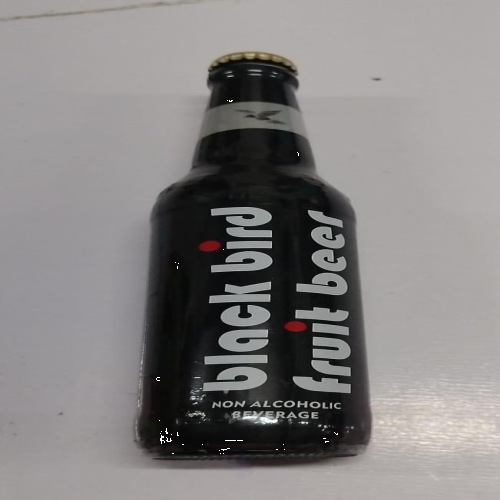 black bird
fruit beer
NON ALCOHOLIC
BEVERAGE